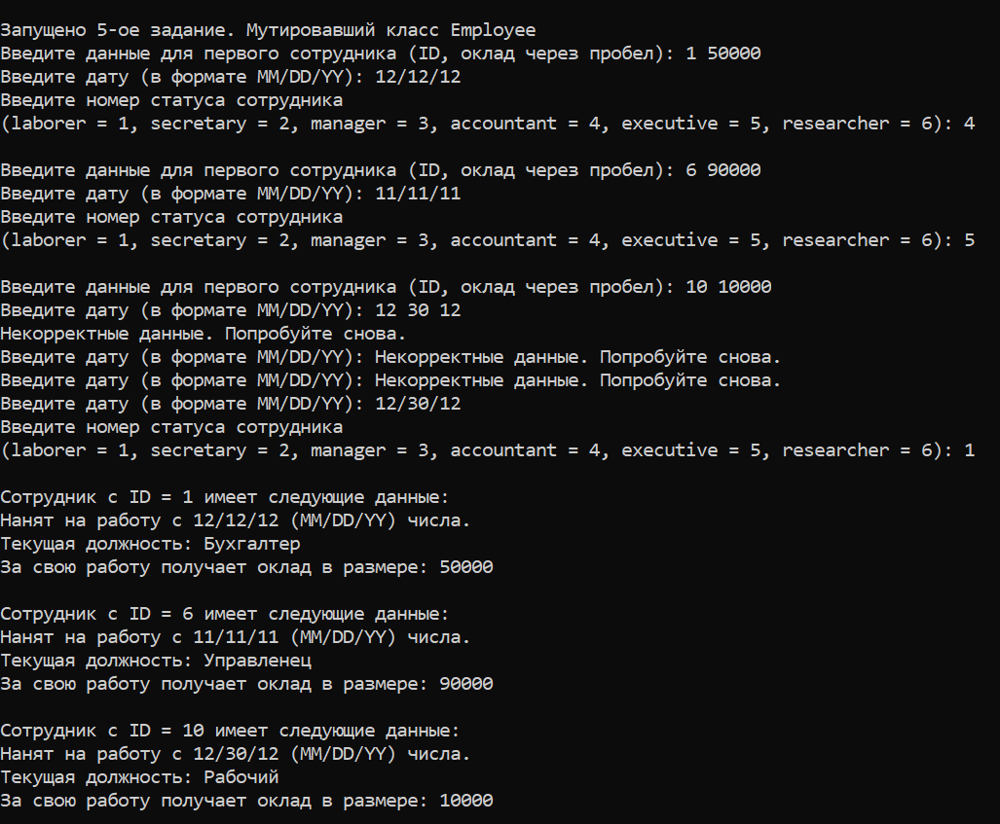 Запущено 5-ое задание. Мутировавший класс Employee
Введите данные для первого сотрудника (ID, оклад через пробел): 1 50000
Введите дату (в формате MM/DD/YY): 12/12/12
Введите номер статуса сотрудника
(laborer = 1, secretary = 2, manager = 3, accountant = 4, executive = 5, researcher = 6): 4
Введите данные для первого сотрудника (ID, оклад через пробел): 6 90000
Введите дату (в формате MM/DD/YY): 11/11/11
Введите номер статуса сотрудника
(laborer = 1, secretary = 2, manager = 3, accountant = 4, executive = 5, researcher = 6): 5
Введите данные для первого сотрудника (ID, оклад через пробел): 10 10000
Введите дату (в формате MM/DD/YY): 12 30 12
Некорректные данные. Попробуйте снова.
Введите дату (в формате MM/DD/YY): Некорректные данные. Попробуйте снова.
Введите дату (в формате MM/DD/YY): Некорректные данные. Попробуйте снова.
Введите дату (в формате MM/DD/YY): 12/30/12
Введите номер статуса сотрудника
(laborer = 1, secretary = 2, manager = 3, accountant = 4, executive = 5, researcher = 6): 1
Сотрудник с ID = 1 имеет следующие данные:
Нанят на работу с 12/12/12 (MM/DD/YY) числа.
Текущая должность: Бухгалтер
За свою работу получает оклад в размере: 50000
Сотрудник с ID = 6 имеет следующие данные:
Нанят на работу с 11/11/11 (MM/DD/YY) числа.
Текущая должность: Управленец
За свою работу получает оклад в размере: 90000
Сотрудник с ID = 10 имеет следующие данные:
Нанят на работу с 12/30/12 (MM/DD/YY) числа.
Текущая должность: Рабочий
За свою работу получает оклад в размере: 10000